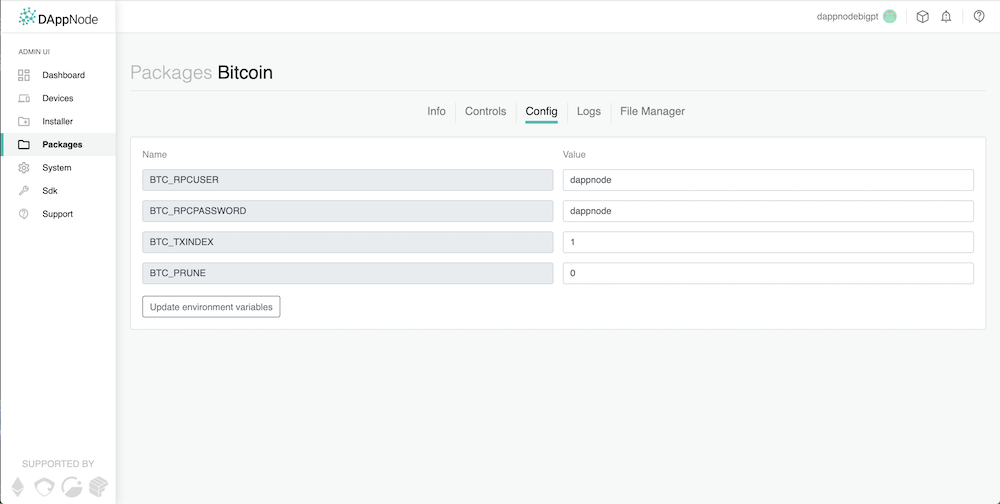 DAppNode
dappnodebigpt
ADMIN UI
Dashboard
Devices
Installer
Packages
System
Sdk
Support
SUPPORTED BY
Packages Bitcoin
Info Controls Config Logs File Manager
Name Value
BTC_RPCUSER dappnode
BTC_RPCPASSWORD dappnode
BTC_TXINDEX 1
BTC_PRUNE 0
Update environment variables